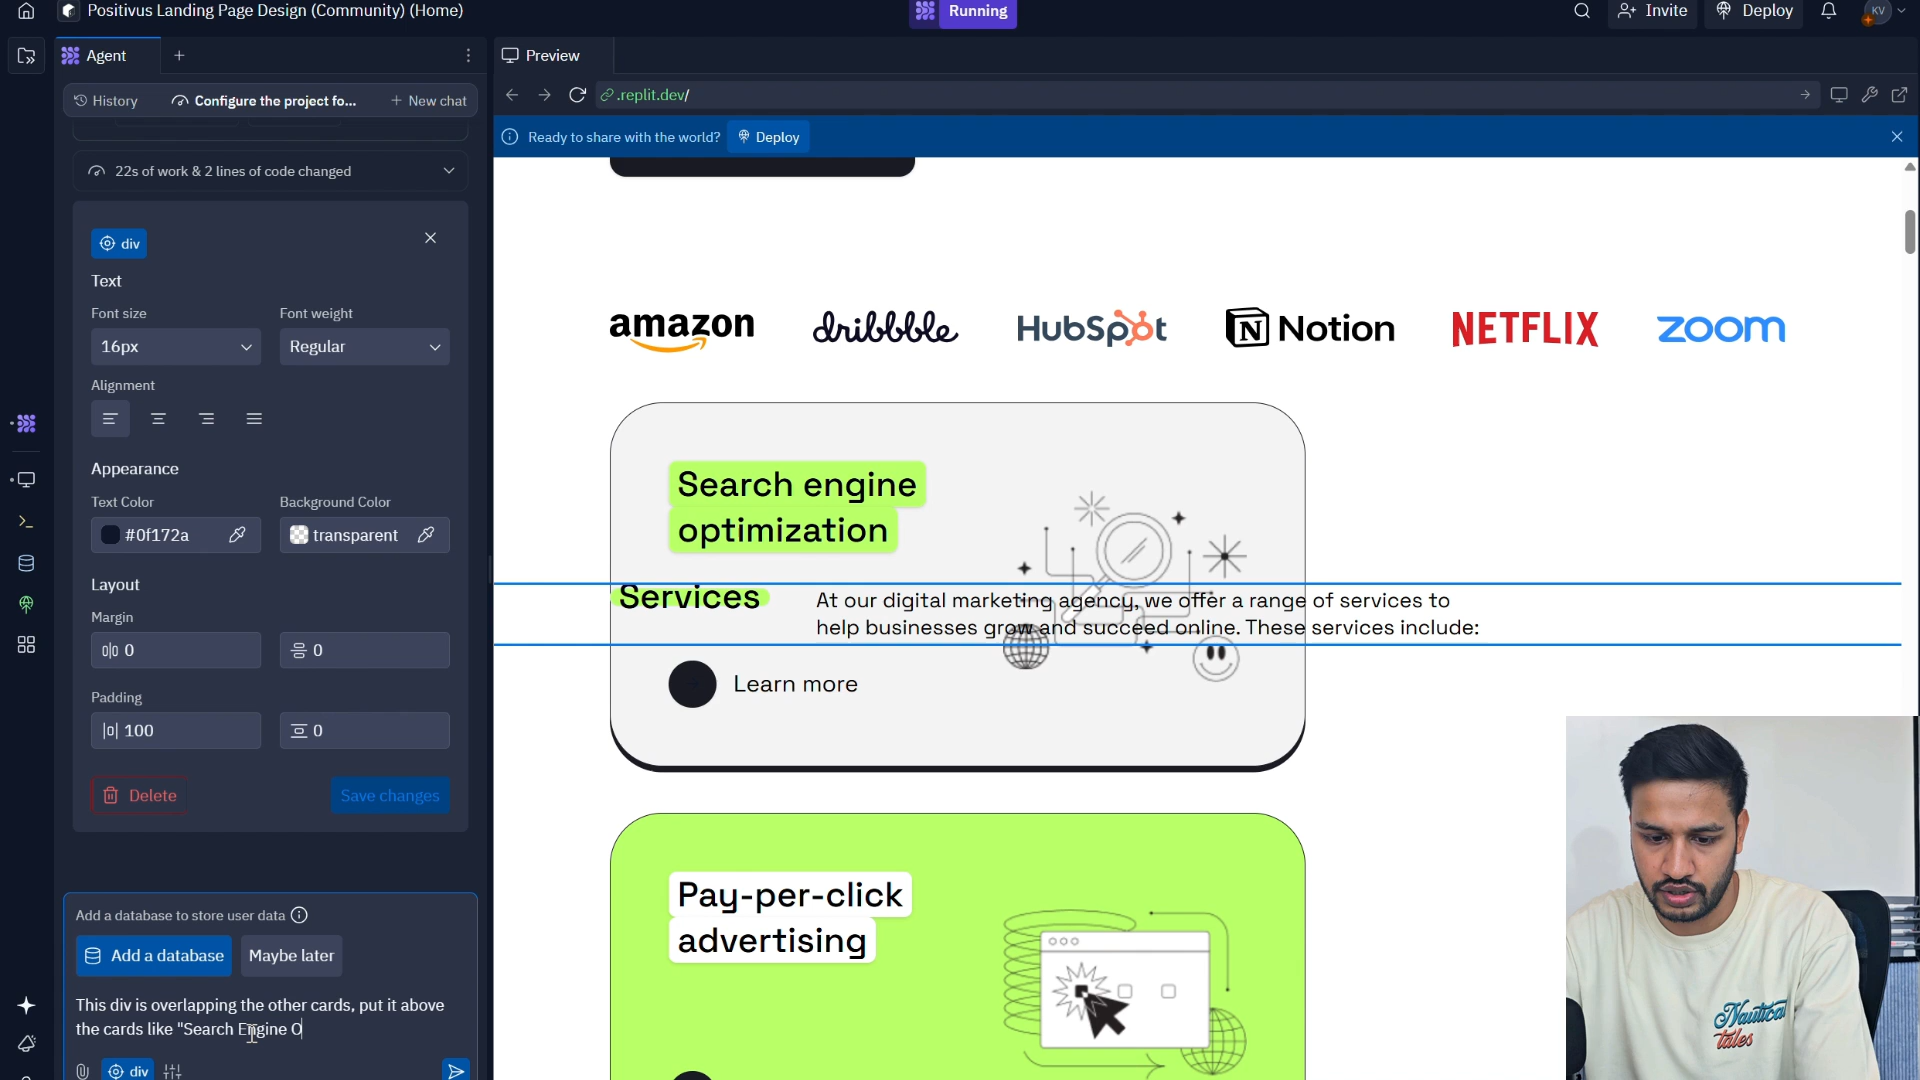 Positivus Landing Page Design (Community) (Home)
Running
Invite
Deploy
KV
Agent
Preview
History
Configure the project fo...
New chat
.replit.dev/
Ready to share with the world?
Deploy
22s of work & 2 lines of code changed
div
Text
Font size
Font weight
16px
Regular
Alignment
Appearance
Text Color
Background Color
#0f172a
transparent
Layout
Margin
0
0
Padding
100
0
Delete
Save changes
Add a database to store user data
Add a database
Maybe later
This div is overlapping the other cards, put it above
the cards like "Search Engine O
div
amazon
dribbble
HubSpot
Notion
NETFLIX
zoom
Search engine
optimization
Services
At our digital marketing agency, we offer a range of services to
help businesses grow and succeed online. These services include:
Learn more
Pay-per-click
advertising
Nautical
tales